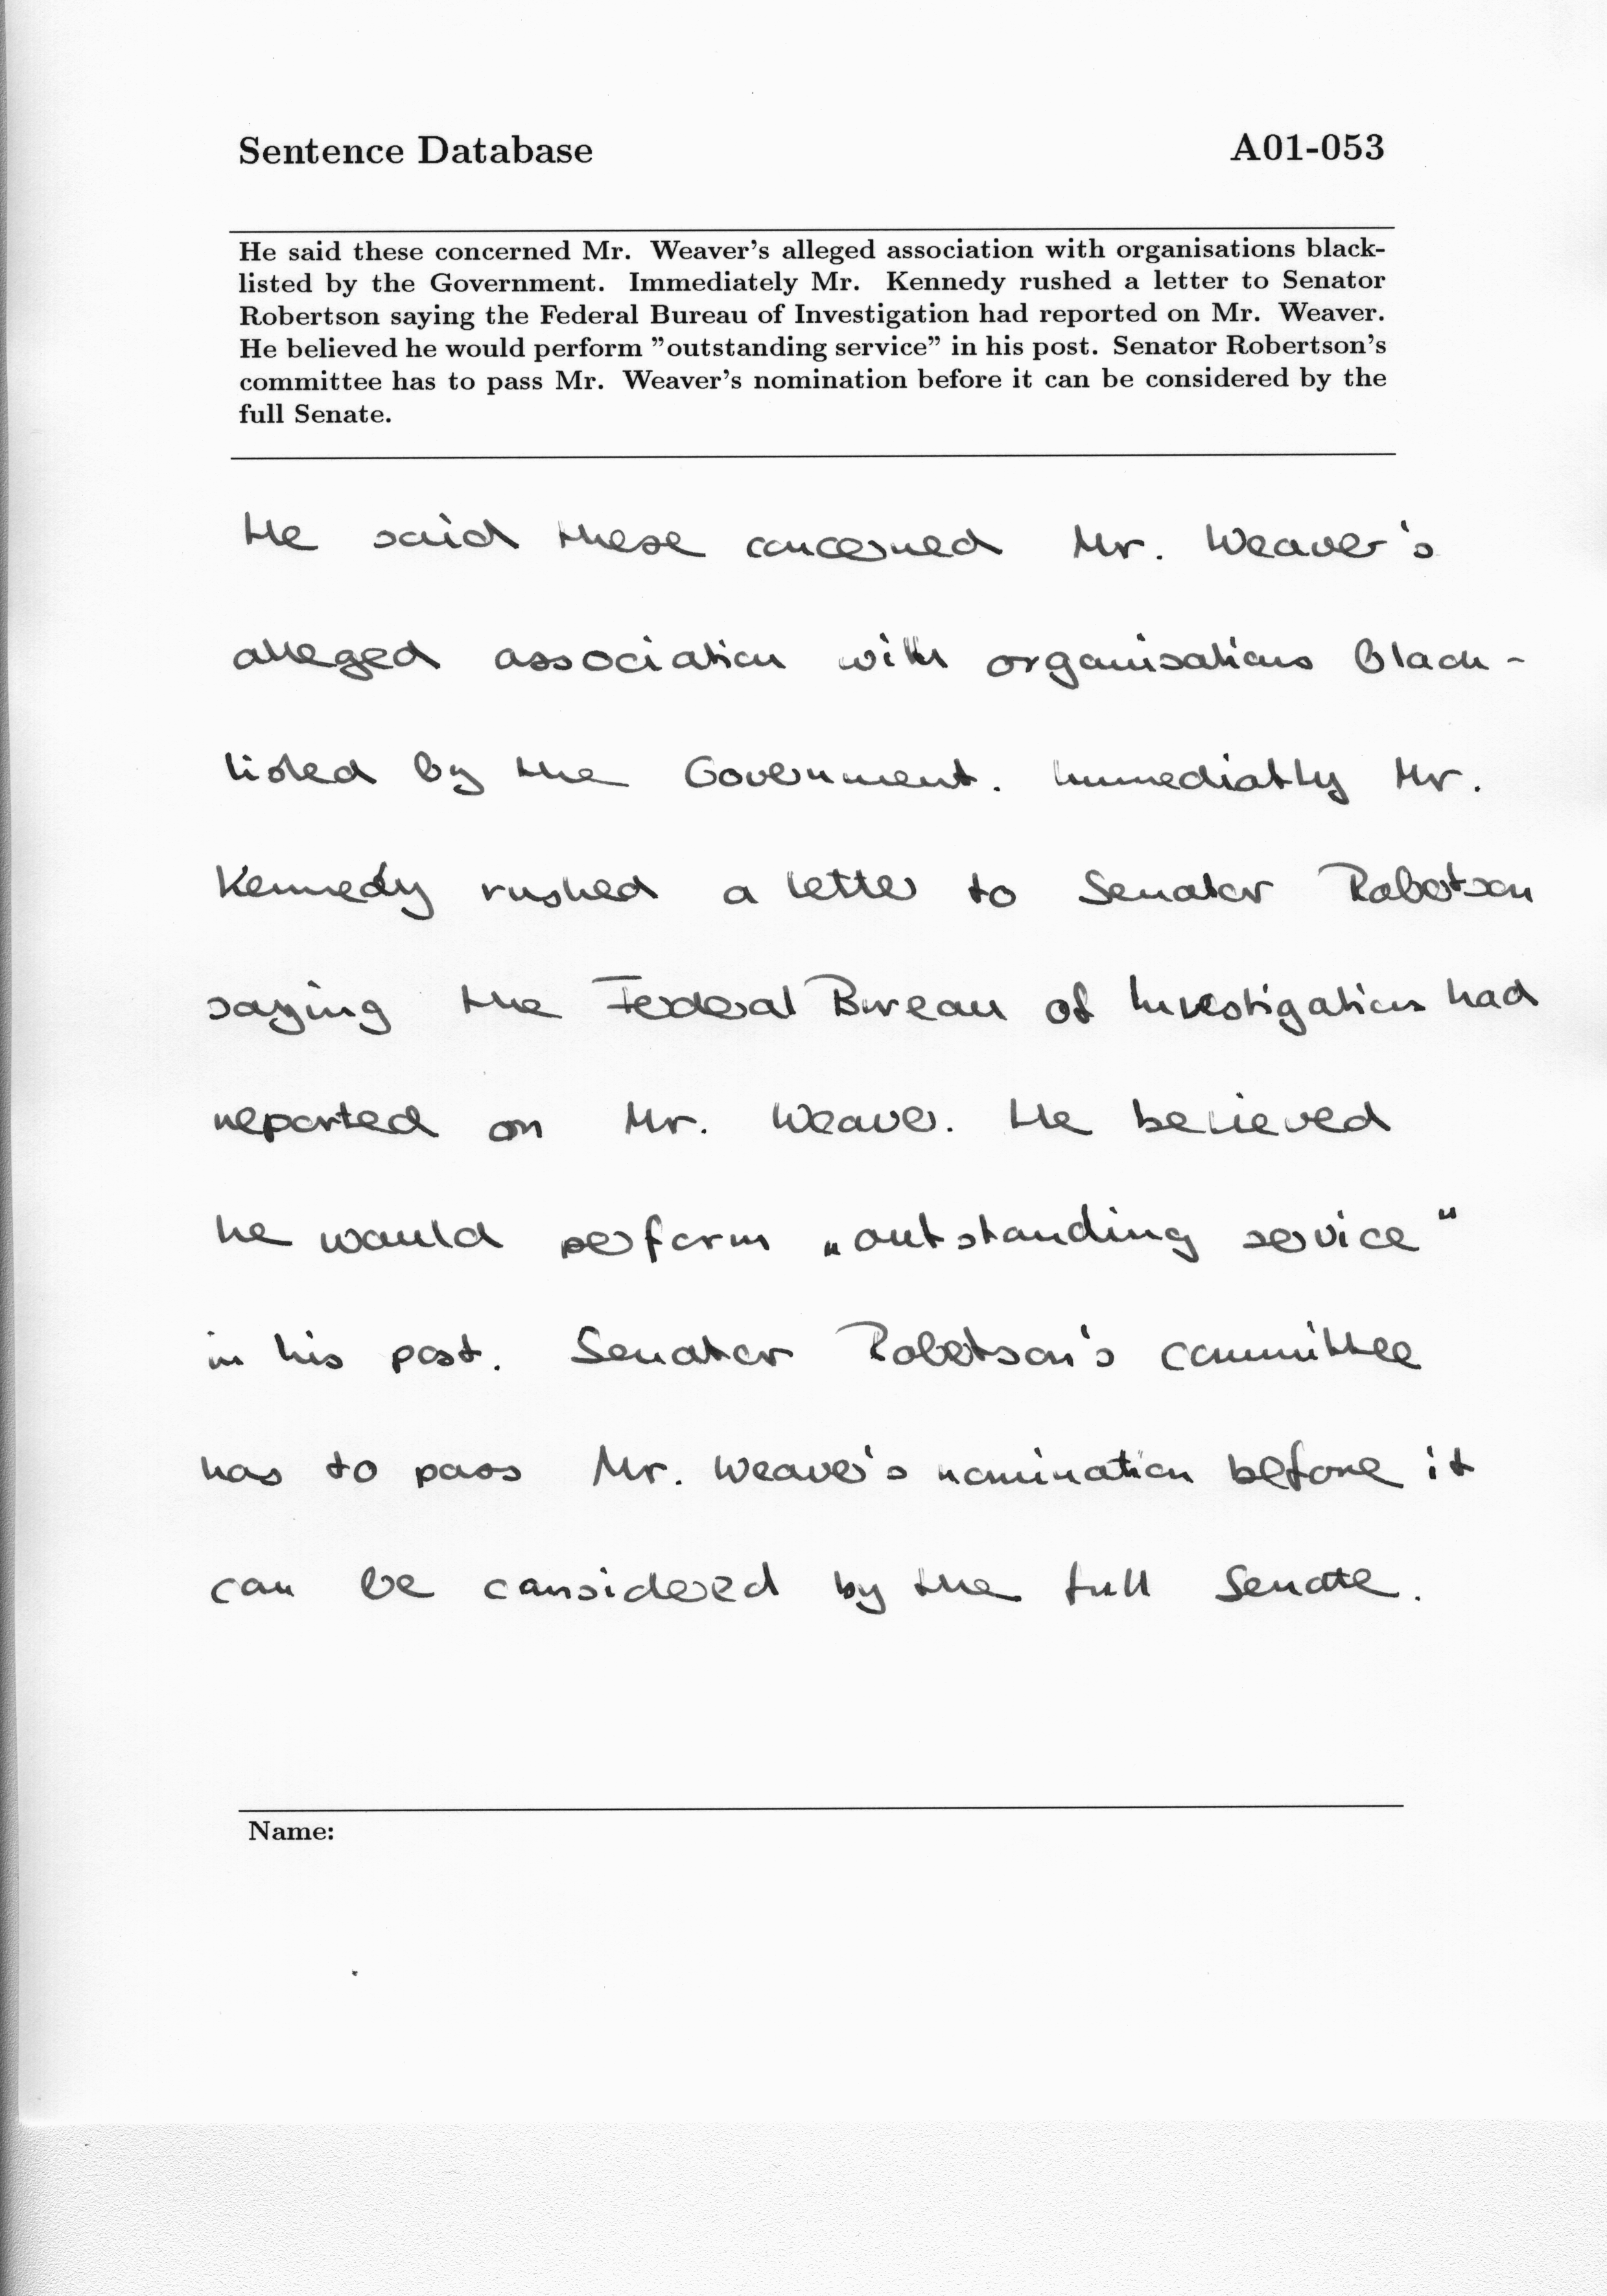 Sentence Database
A01-053
He said these concerned Mr. Weaver's alleged association with organisations black-
listed by the Government. Immediately Mr. Kennedy rushed a letter to Senator
Robertson saying the Federal Bureau of Investigation had reported on Mr. Weaver.
He believed he would perform ”outstanding service” in his post. Senator Robertson's
committee has to pass Mr. Weaver's nomination before it can be considered by the
full Senate.
He said these concerned Mr. Weaver's
alleged association with organisations black-
listed by the Government. Immediatly Mr.
Kennedy rushed a letter to Senator Robertson
saying the Federal Bureau of Investigation had
reported on Mr. Weaver. He believed
he would perform „outstanding service“
in his post. Senator Robertson's committee
has to pass Mr. Weaver's nomination before it
can be considered by the full Senate.
Name: